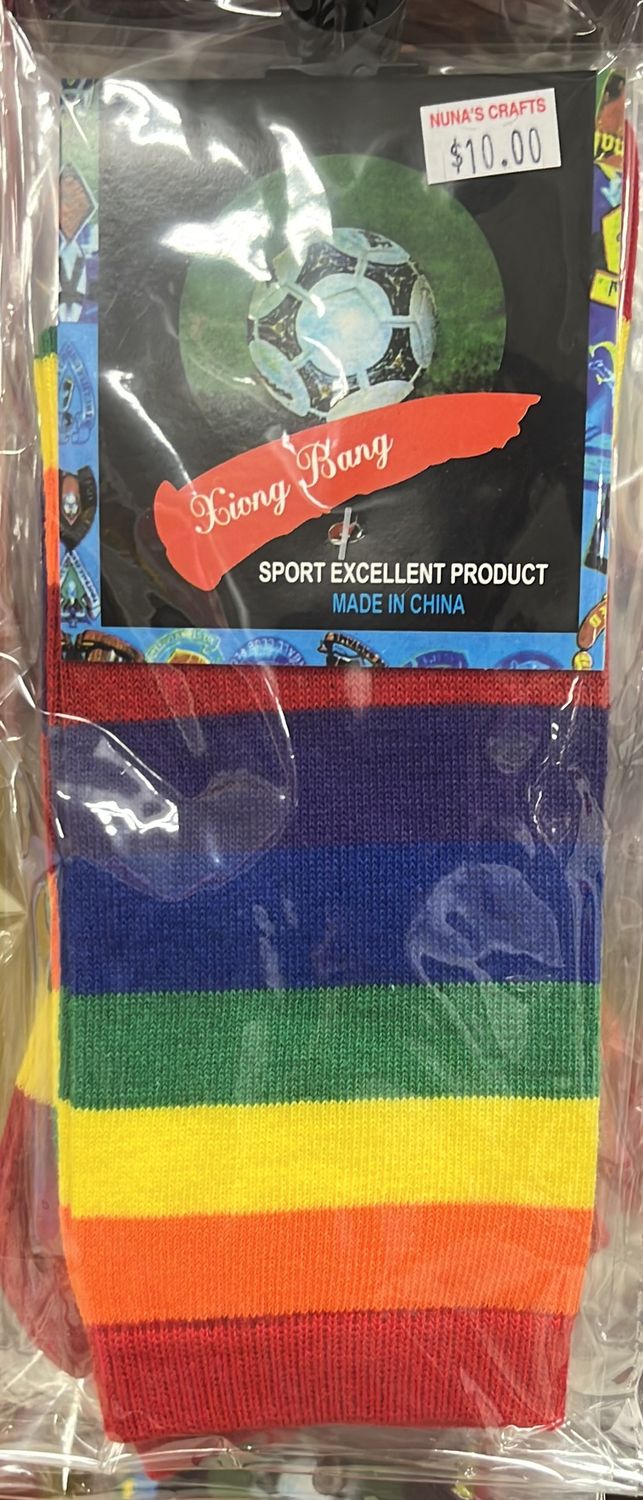 NUNA'S CRAFTS
$10.00
Xiong Bang
SPORT EXCELLENT PRODUCT
MADE IN CHINA